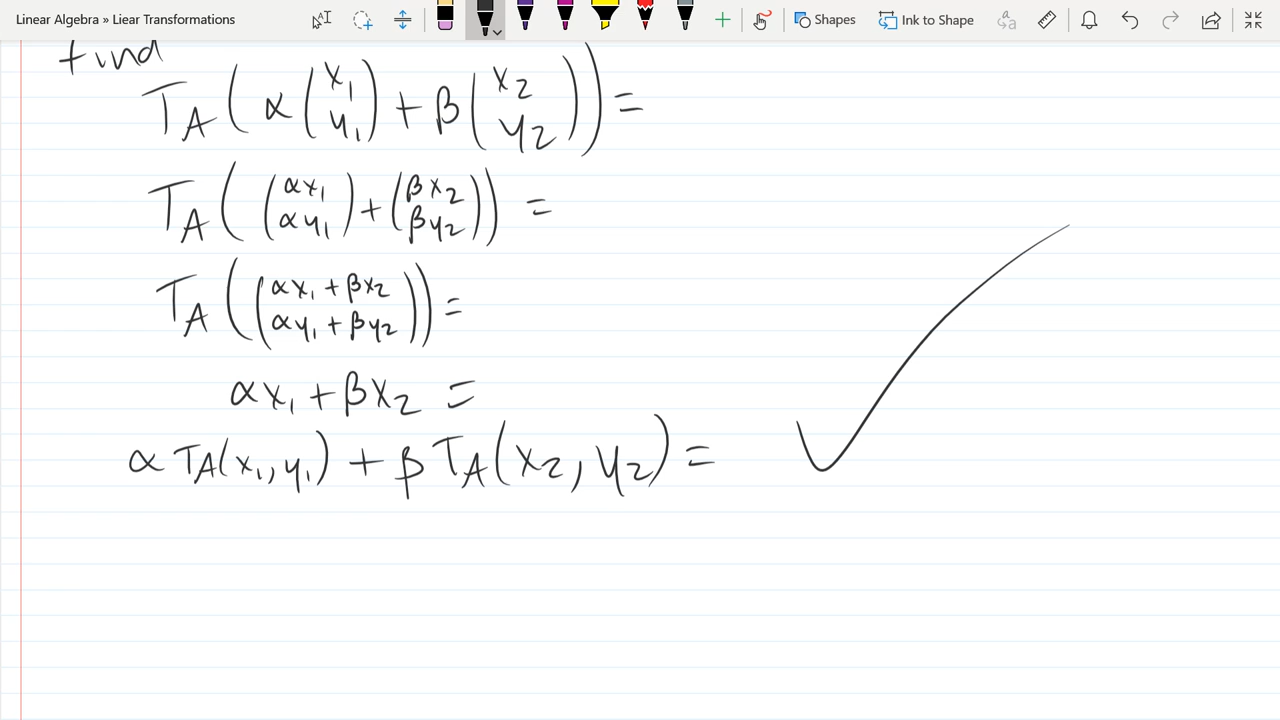 Linear Algebra » Liear Transformations
Shapes Ink to Shape
find
T_A(α(x₁ y₁) + β(x₂ y₂)) =
T_A((αx₁ αy₁) + (βx₂ βy₂)) =
T_A((αx₁ + βx₂ αy₁ + βy₂)) =
αx₁ + βx₂ =
αT_A(x₁, y₁) + βT_A(x₂, y₂) =